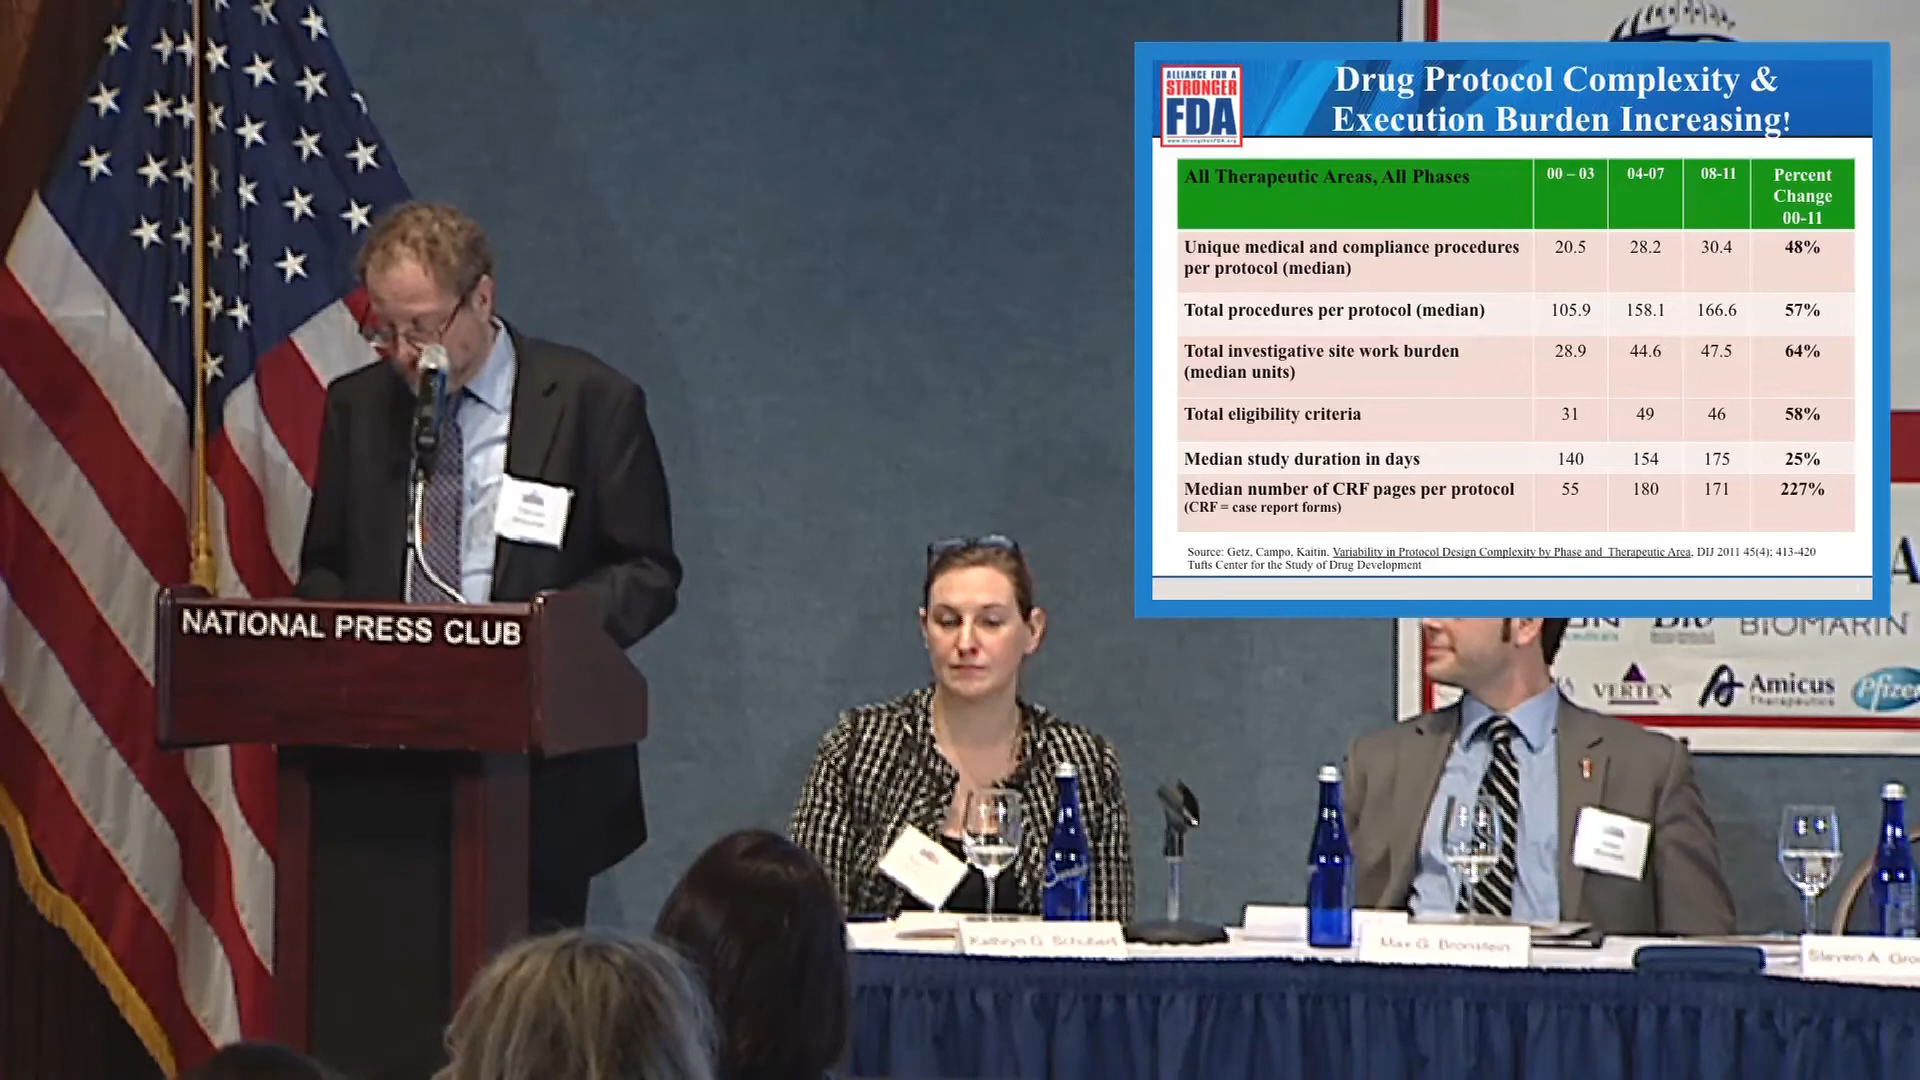 ALLIANCE FOR A
STRONGER
FDA
www.StrengthenFDA.org
Drug Protocol Complexity &
Execution Burden Increasing!
All Therapeutic Areas, All Phases 00 – 03 04-07 08-11 Percent Change 00-11
Unique medical and compliance procedures per protocol (median) 20.5 28.2 30.4 48%
Total procedures per protocol (median) 105.9 158.1 166.6 57%
Total investigative site work burden (median units) 28.9 44.6 47.5 64%
Total eligibility criteria 31 49 46 58%
Median study duration in days 140 154 175 25%
Median number of CRF pages per protocol 55 180 171 227%
(CRF = case report forms)
Source: Getz, Campo, Kaitin. Variability in Protocol Design Complexity by Phase and Therapeutic Area. DIJ 2011 45(4); 413-420
Tufts Center for the Study of Drug Development
NATIONAL PRESS CLUB
BIOMARIN
VERTEX
Amicus
Therapeutics
Pfizer
Kathryn G. Schubert
Max G. Bronstein
Steven A. Gro